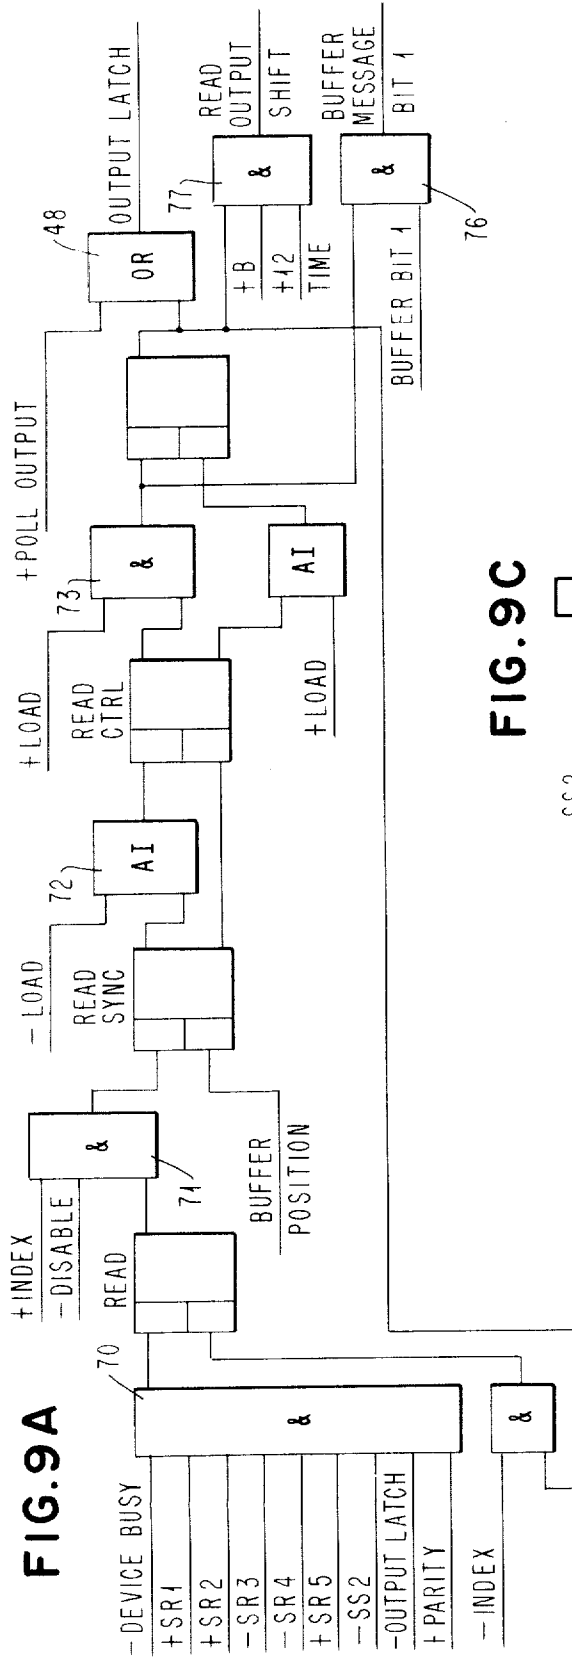 FIG.9A
-DEVICE BUSY
+SR1
+SR2
-SR3
-SR4
+SR5
-SS2
-OUTPUT LATCH
+PARITY
70
&
-INDEX
&
READ
+INDEX
-DISABLE
&
71
BUFFER
POSITION
READ
SYNC
-LOAD
72
AI
READ
CTRL
+LOAD
73
&
+LOAD
AI
+POLL OUTPUT
48
OR
OUTPUT LATCH
77
&
+B
+12
TIME
READ
OUTPUT
SHIFT
BUFFER BIT 1
&
76
BUFFER
MESSAGE
BIT 1
FIG.9C